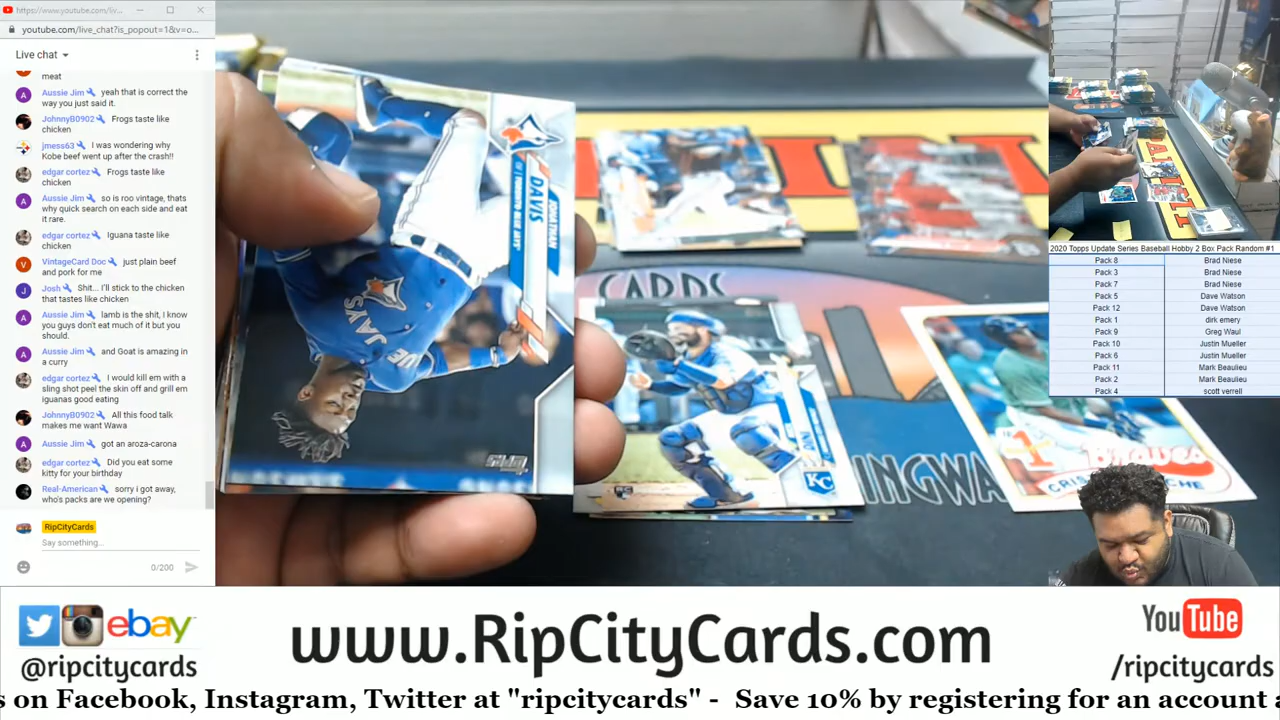 https://www.youtube.com/liv...
youtube.com/live_chat?is_popout=1&v=o...
Live chat
meat
Aussie Jim yeah that is correct the
way you just said it.
JohnnyB0902 Frogs taste like
chicken
jmess63 I was wondering why
Kobe beef went up after the crash!!
edgar cortez Frogs taste like
chicken
Aussie Jim so is roo vintage, thats
why quick search on each side and eat
it rare.
edgar cortez Iguana taste like
chicken
VintageCard Doc just plain beef
and pork for me
Josh Shit... I'll stick to the chicken
that tastes like chicken
Aussie Jim lamb is the shit, I know
you guys don't eat much of it but you
should.
Aussie Jim and Goat is amazing in
a curry
edgar cortez I would kill em with a
sling shot peel the skin off and grill em
iguanas good eating
JohnnyB0902 All this food talk
makes me want Wawa
Aussie Jim got an aroza-carona
edgar cortez Did you eat some
kitty for your birthday
Real-American sorry i got away,
who's packs are we opening?
RipCityCards
Say something...
0/200
JONATHAN
DAVIS
TORONTO BLUE JAYS
CARDS
KC
RC
#1
Braves
2020 Topps Update Series Baseball Hobby 2 Box Pack Random #1
Pack 8 Brad Niese
Pack 3 Brad Niese
Pack 7 Brad Niese
Pack 5 Dave Watson
Pack 12 Dave Watson
Pack 1 dirk emery
Pack 9 Greg Waul
Pack 10 Justin Mueller
Pack 6 Justin Mueller
Pack 11 Mark Beaulieu
Pack 2 Mark Beaulieu
Pack 4 scott verrell
ebay
@ripcitycards
www.RipCityCards.com
YouTube
/ripcitycards
s on Facebook, Instagram, Twitter at "ripcitycards" - Save 10% by registering for an account a